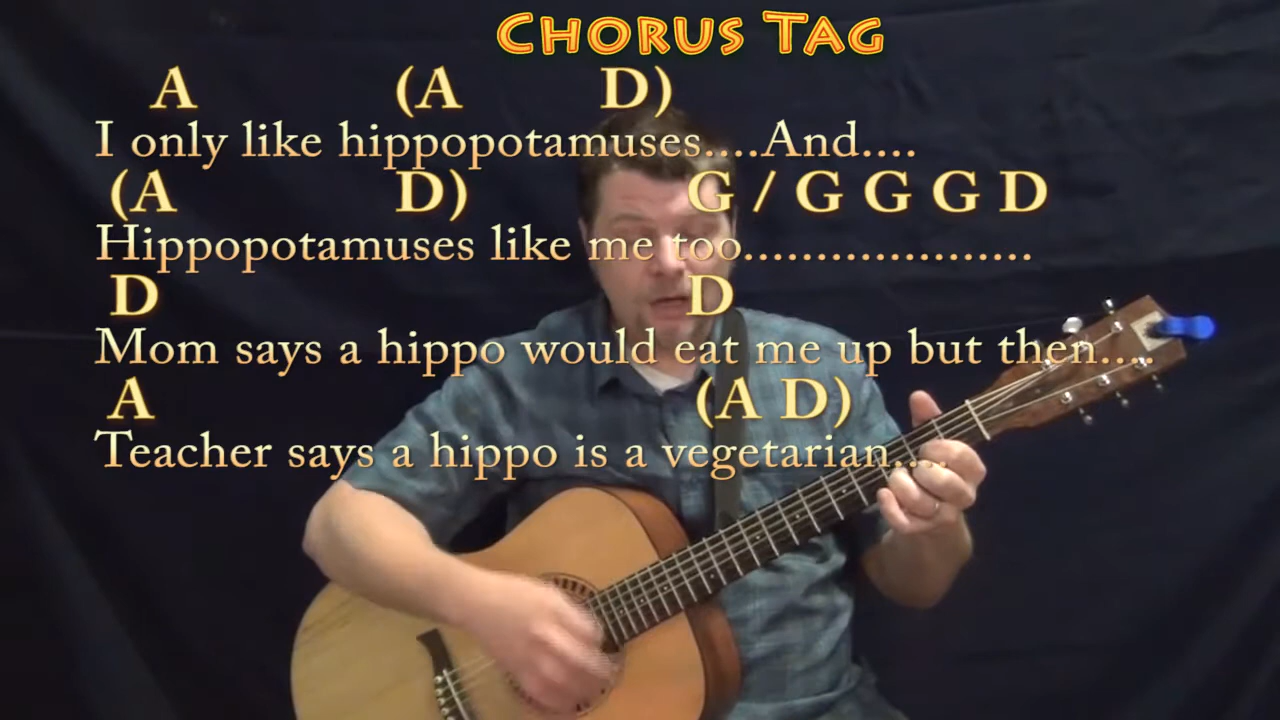 CHORUS TAG
A (A D)
I only like hippopotamuses....And....
(A D) G / G G G D
Hippopotamuses like me too....................
D D
Mom says a hippo would eat me up but then....
A (A D)
Teacher says a hippo is a vegetarian....